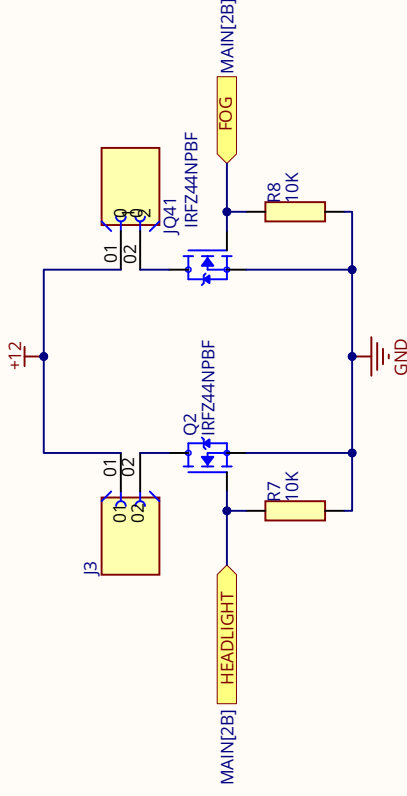 +12
J3
01
01
02
02
01
02
01
02
Q2
IRFZ44NPBF
JQ41
IRFZ44NPBF
MAIN[2B]
HEADLIGHT
FOG
MAIN[2B]
R7
10K
R8
10K
GND